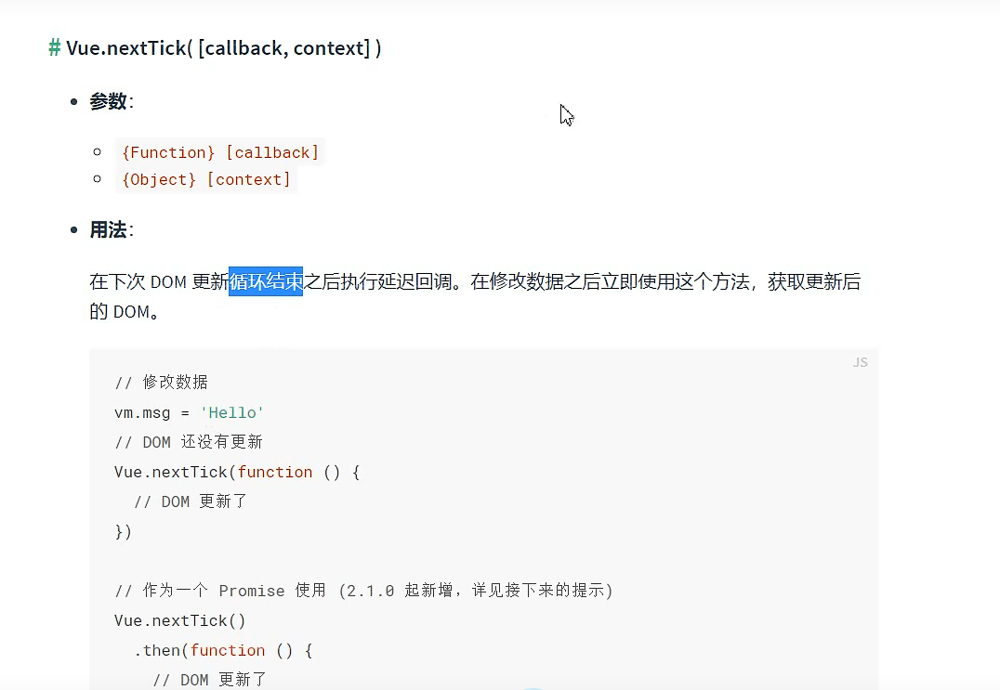 # Vue.nextTick( [callback, context] )
参数：
{Function} [callback]
{Object} [context]
用法：
在下次 DOM 更新循环结束之后执行延迟回调。在修改数据之后立即使用这个方法，获取更新后
的 DOM。
JS
// 修改数据
vm.msg = 'Hello'
// DOM 还没有更新
Vue.nextTick(function () {
// DOM 更新了
})
// 作为一个 Promise 使用 (2.1.0 起新增，详见接下来的提示)
Vue.nextTick()
.then(function () {
// DOM 更新了